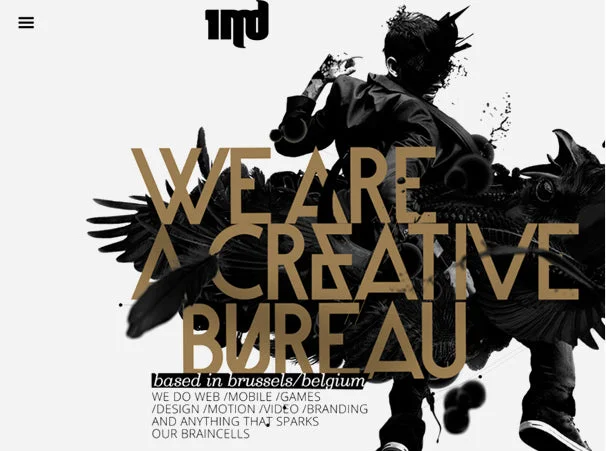 1md
WE ARE
A CREATIVE
BUREAU
based in brussels/belgium
WE DO WEB /MOBILE /GAMES
/DESIGN /MOTION /VIDEO /BRANDING
AND ANYTHING THAT SPARKS
OUR BRAINCELLS